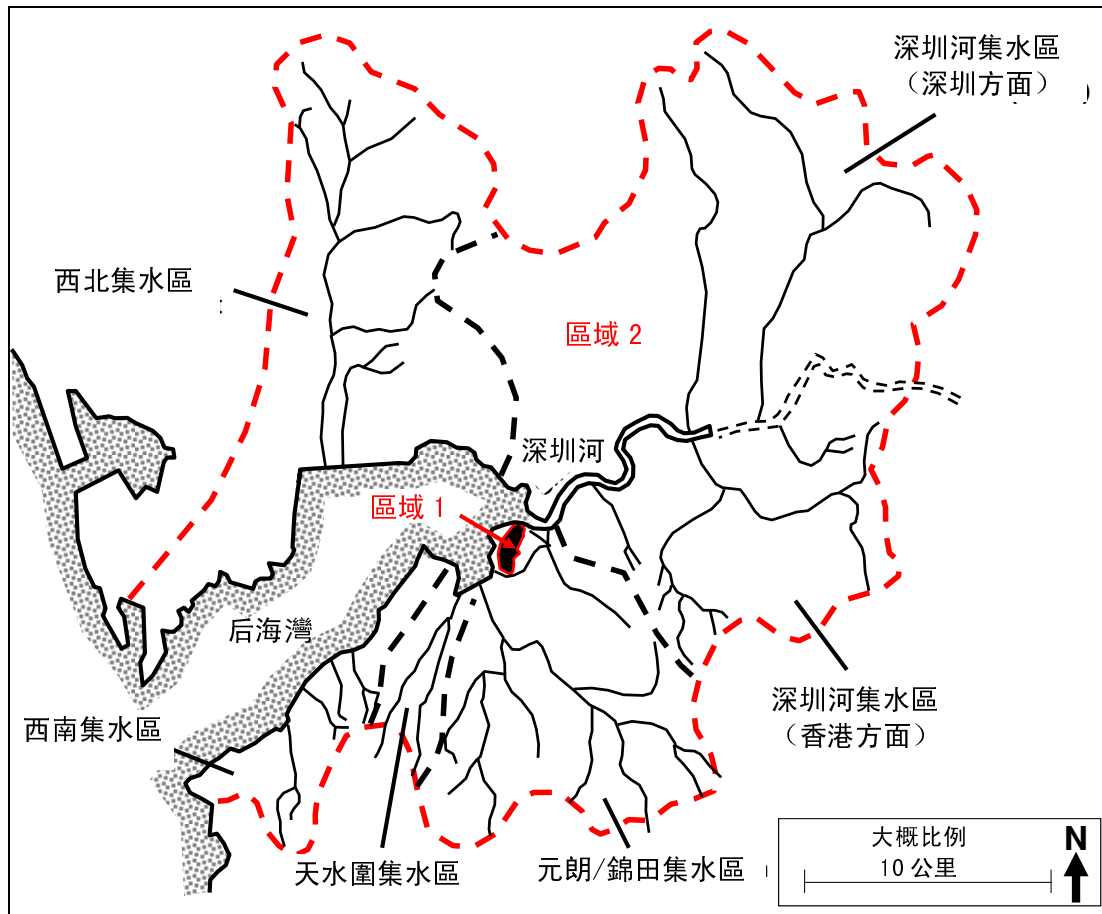 深圳河集水區
（深圳方面）
西北集水區
區域 2
深圳河
區域 1
后海灣
西南集水區
深圳河集水區
（香港方面）
天水圍集水區
元朗/錦田集水區
大概比例
10 公里
N